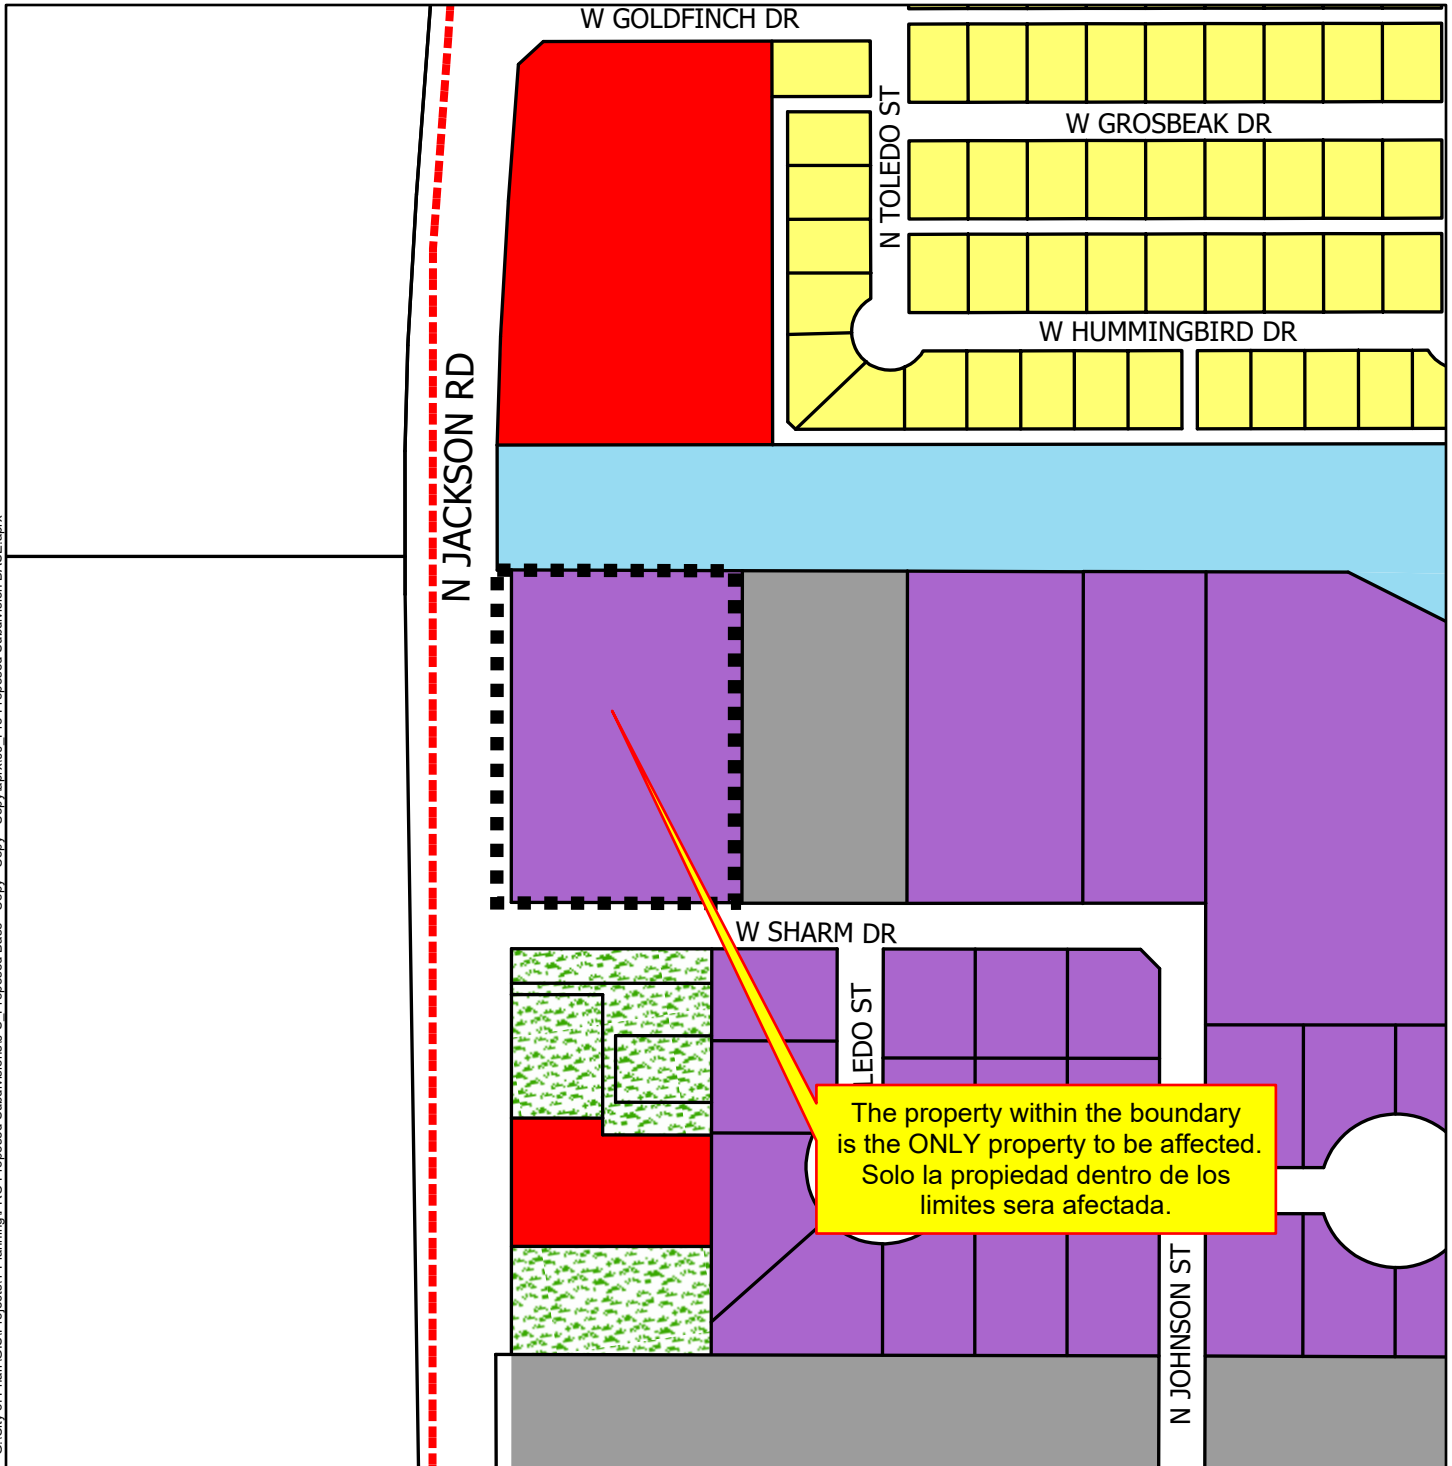 W GOLDFINCH DR
N TOLEDO ST
W GROSBEAK DR
W HUMMINGBIRD DR
N JACKSON RD
W SHARM DR
LEDO ST
The property within the boundary
is the ONLY property to be affected.
Solo la propiedad dentro de los
limites sera afectada.
N JOHNSON ST